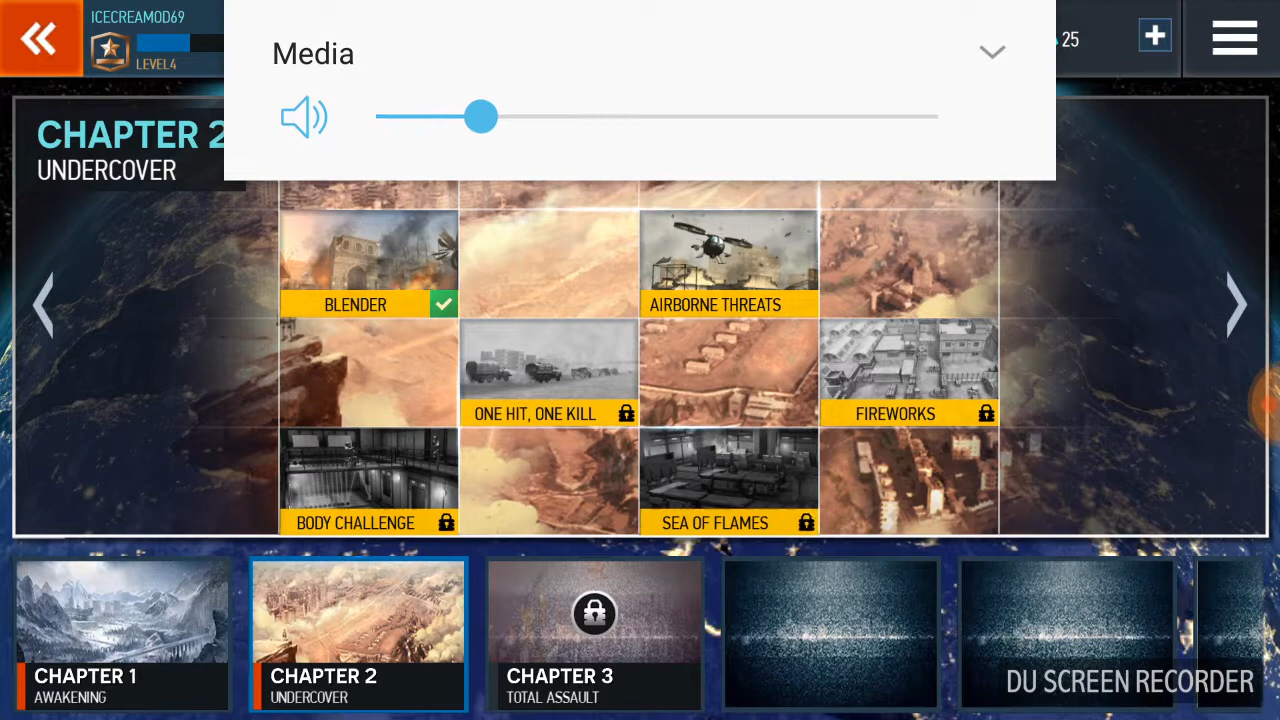 ICECREAMOD69
LEVEL4
Media
25
CHAPTER 2
UNDERCOVER
BLENDER
AIRBORNE THREATS
ONE HIT, ONE KILL
FIREWORKS
BODY CHALLENGE
SEA OF FLAMES
CHAPTER 1
AWAKENING
CHAPTER 2
UNDERCOVER
CHAPTER 3
TOTAL ASSAULT
DU SCREEN RECORDER